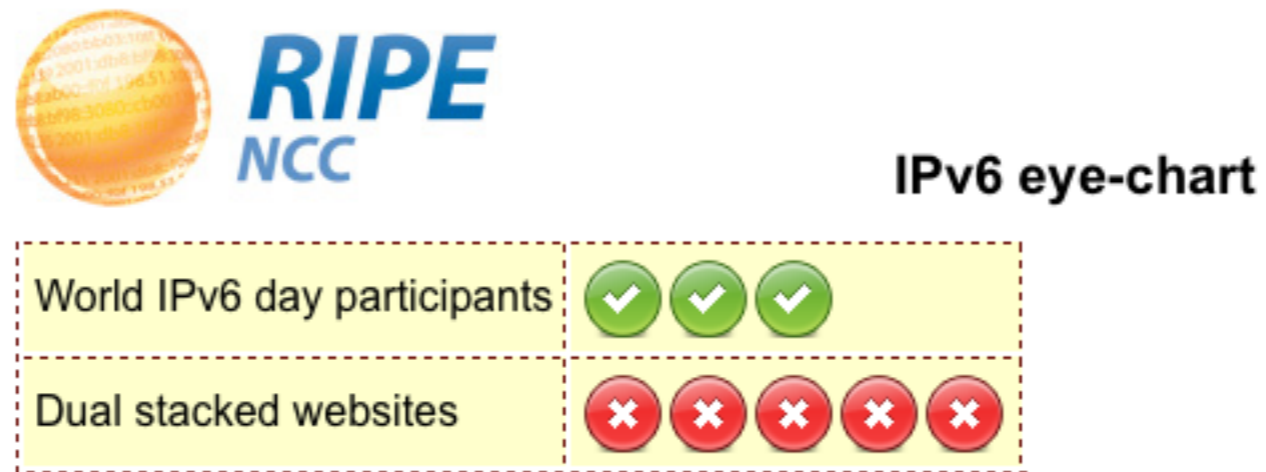 RIPE
NCC
IPv6 eye-chart
World IPv6 day participants
Dual stacked websites